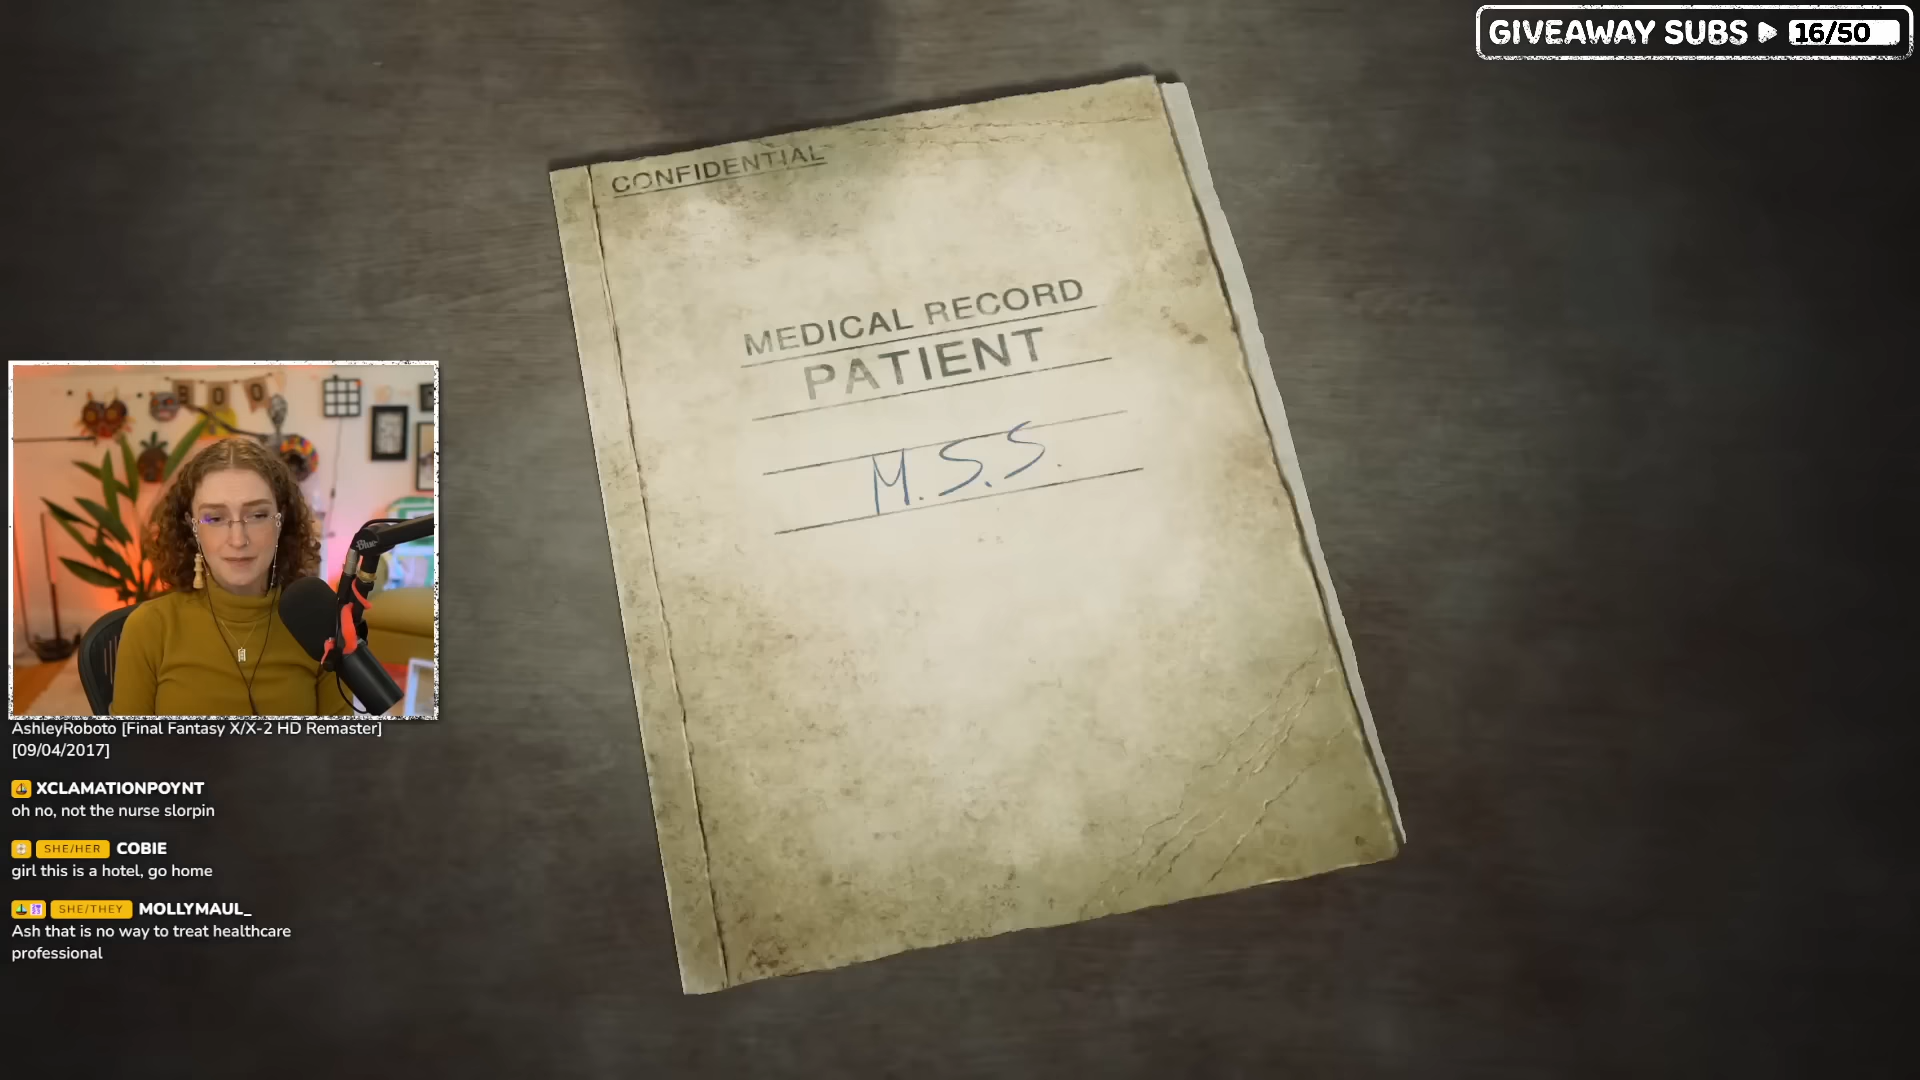 GIVEAWAY SUBS 16/50
CONFIDENTIAL
MEDICAL RECORD
PATIENT
M.S.S.
BOO
Blue
AshleyRoboto [Final Fantasy X/X-2 HD Remaster]
[09/04/2017]
XCLAMATIONPOYNT
oh no, not the nurse slorpin
SHE/HER COBIE
girl this is a hotel, go home
SHE/THEY MOLLYMAUL_
Ash that is no way to treat healthcare
professional